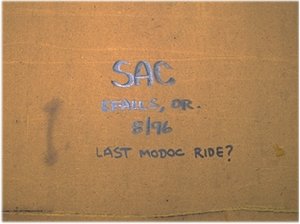 SAC
KFALLS, OR.
8/96
LAST MODOC RIDE?